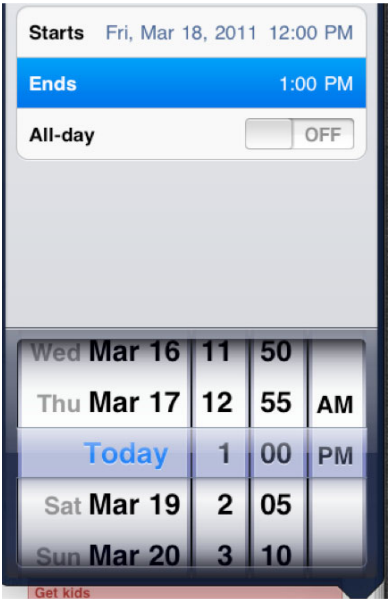 Starts Fri, Mar 18, 2011 12:00 PM
Ends 1:00 PM
All-day OFF
Wed Mar 16 11 50
Thu Mar 17 12 55 AM
Today 1 00 PM
Sat Mar 19 2 05
Sun Mar 20 3 10
Get kids